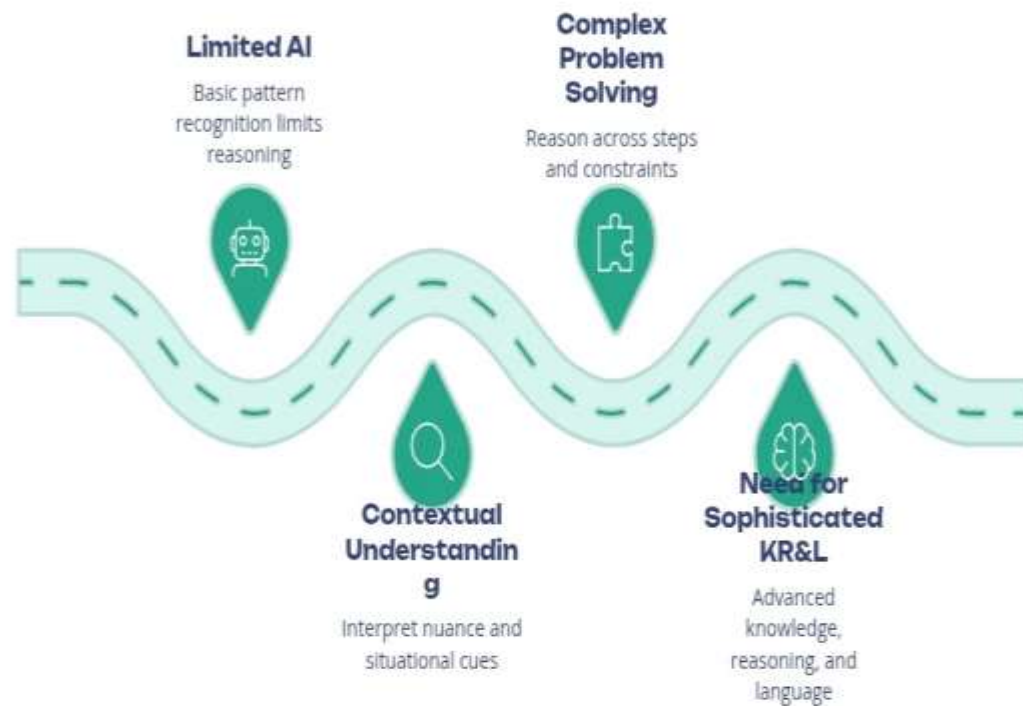 Limited AI
Basic pattern
recognition limits
reasoning
Contextual
Understandin
g
Interpret nuance and
situational cues
Complex
Problem
Solving
Reason across steps
and constraints
Need for
Sophisticated
KR&L
Advanced
knowledge,
reasoning, and
language